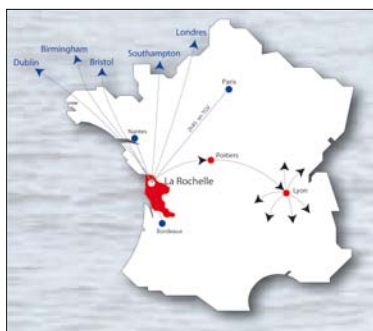 Londres
Birmingham
Southampton
Dublin
Bristol
Paris
Nantes
Poitiers
La Rochelle
Lyon
Bordeaux